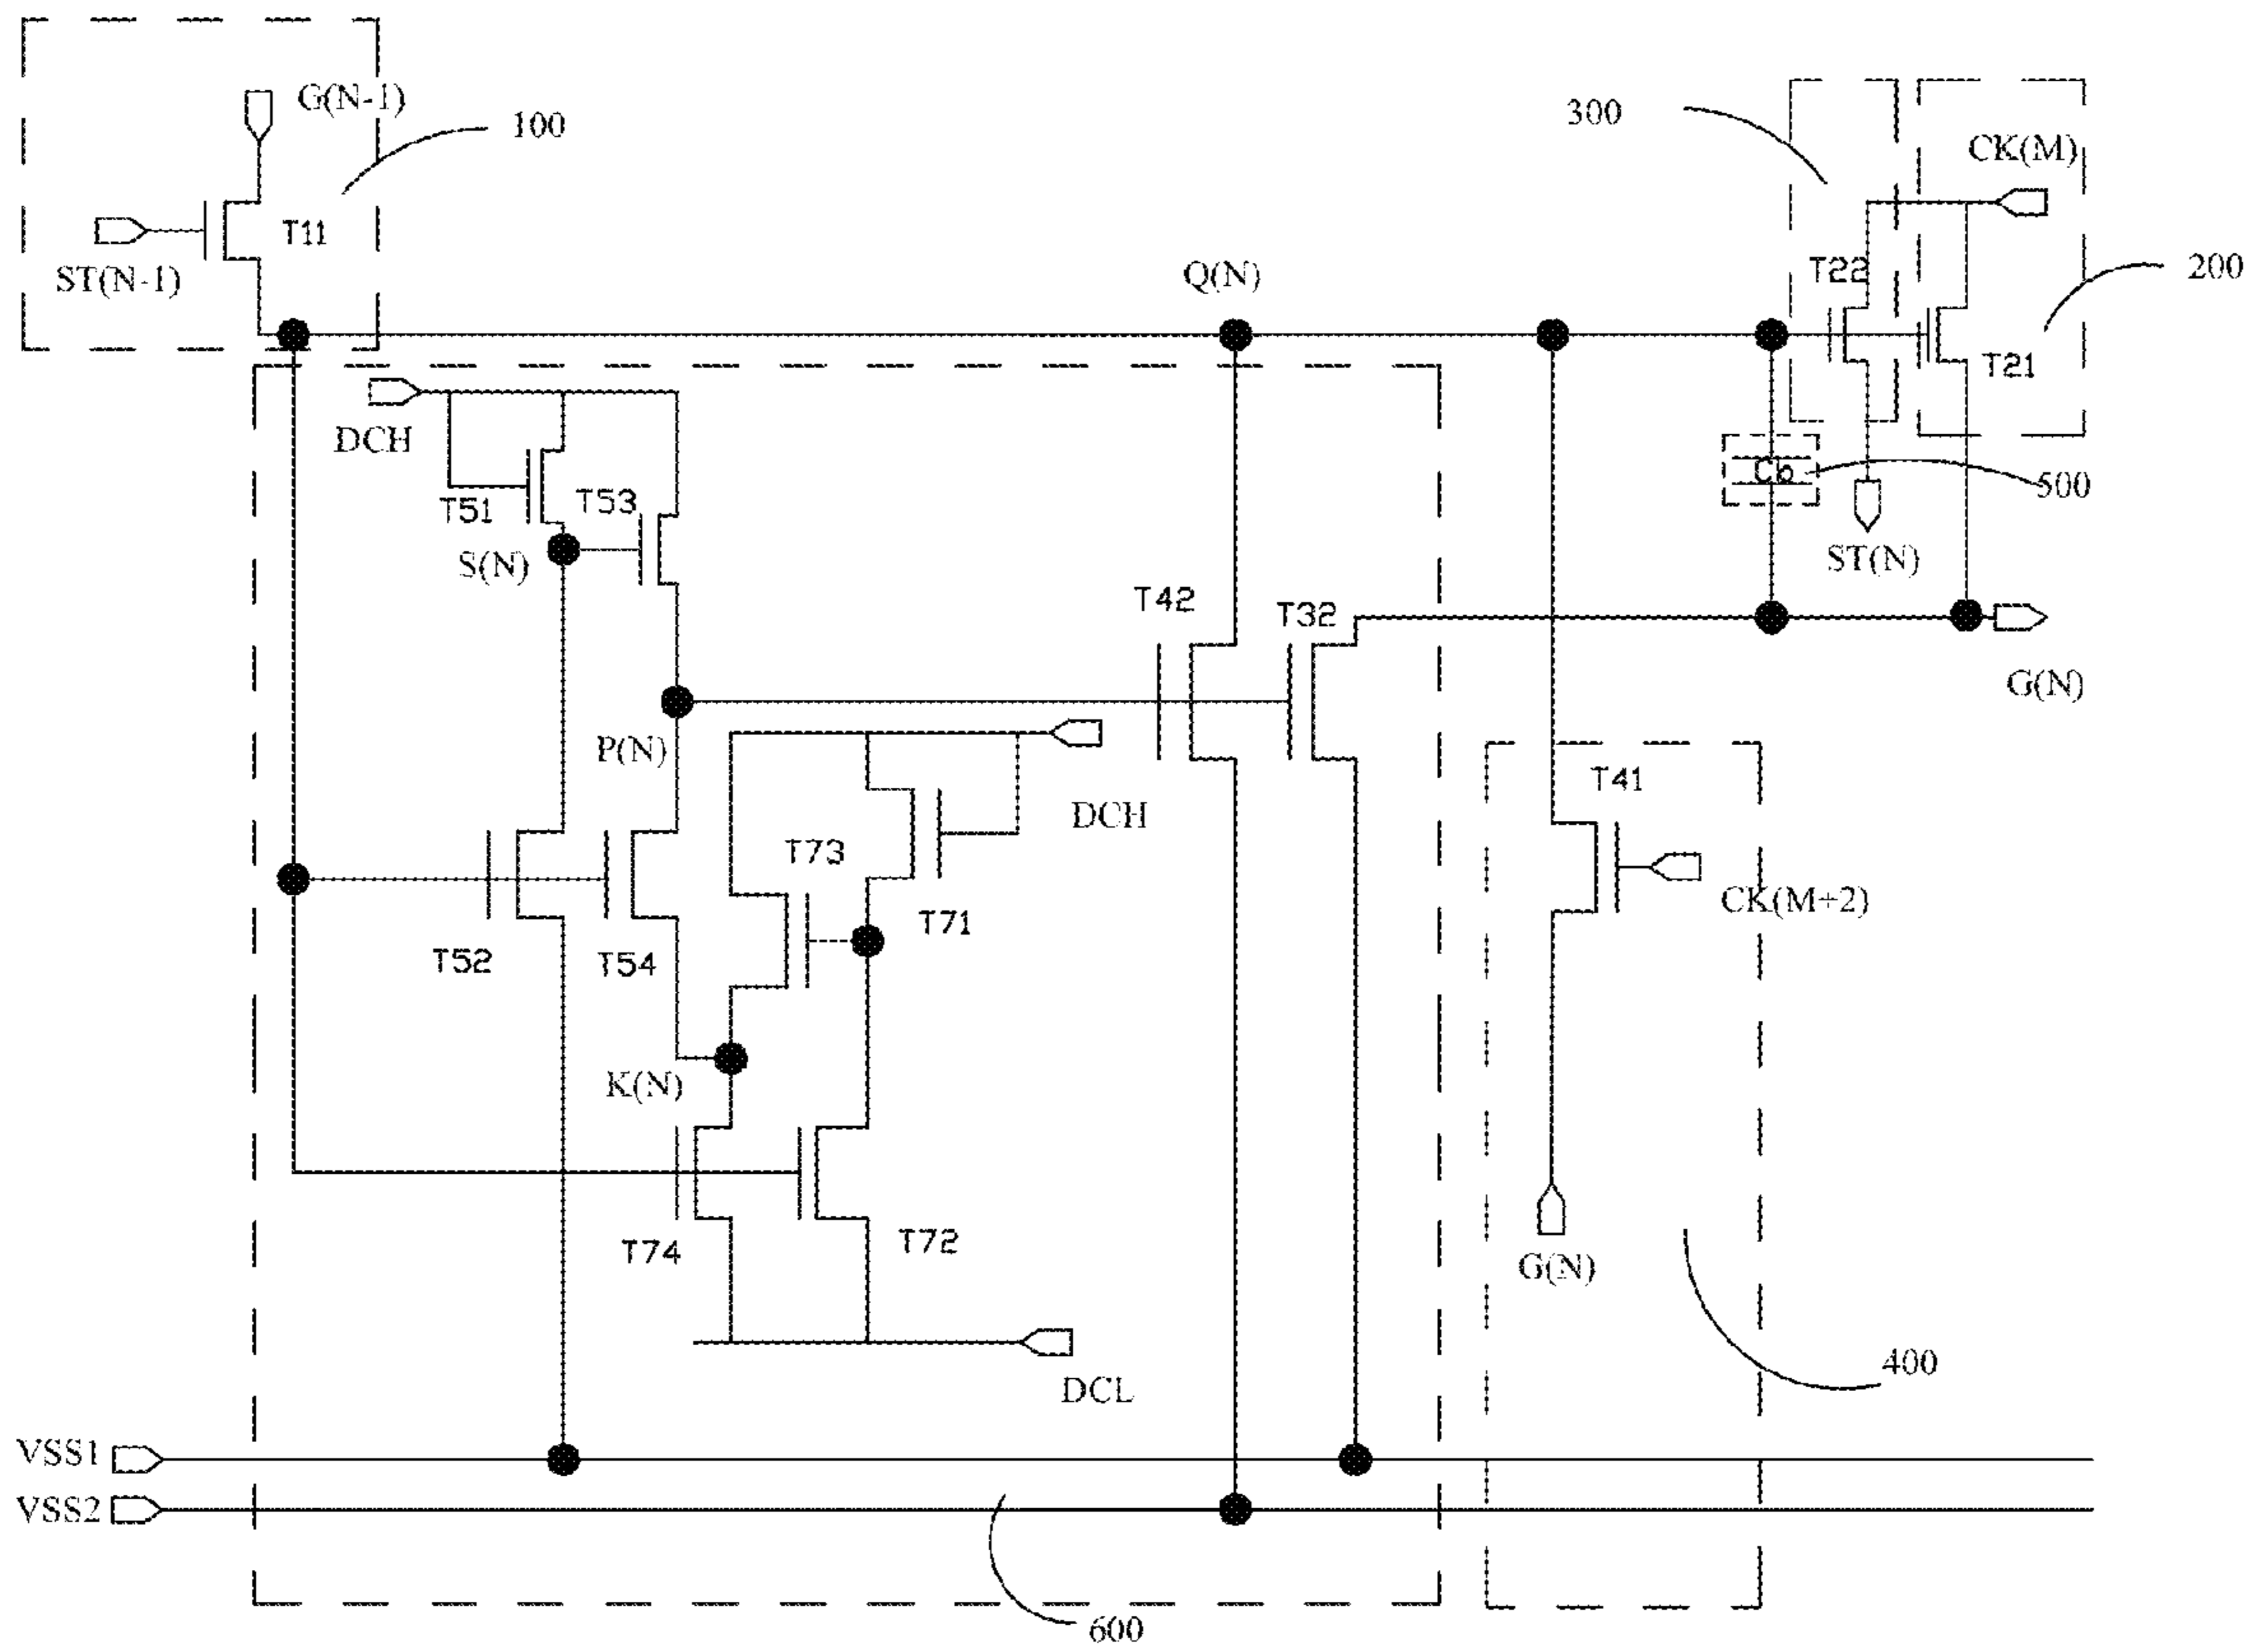 G(N-1)
100
300
CK(M)
T11
ST(N-1)
Q(N)
T22
200
T21
DCH
Cb
500
T51
T53
S(N)
ST(N)
T42
T32
G(N)
P(N)
T41
DCH
T73
T71
CK(M+2)
T52
T54
K(N)
T74
T72
G(N)
400
DCL
VSS1
VSS2
600